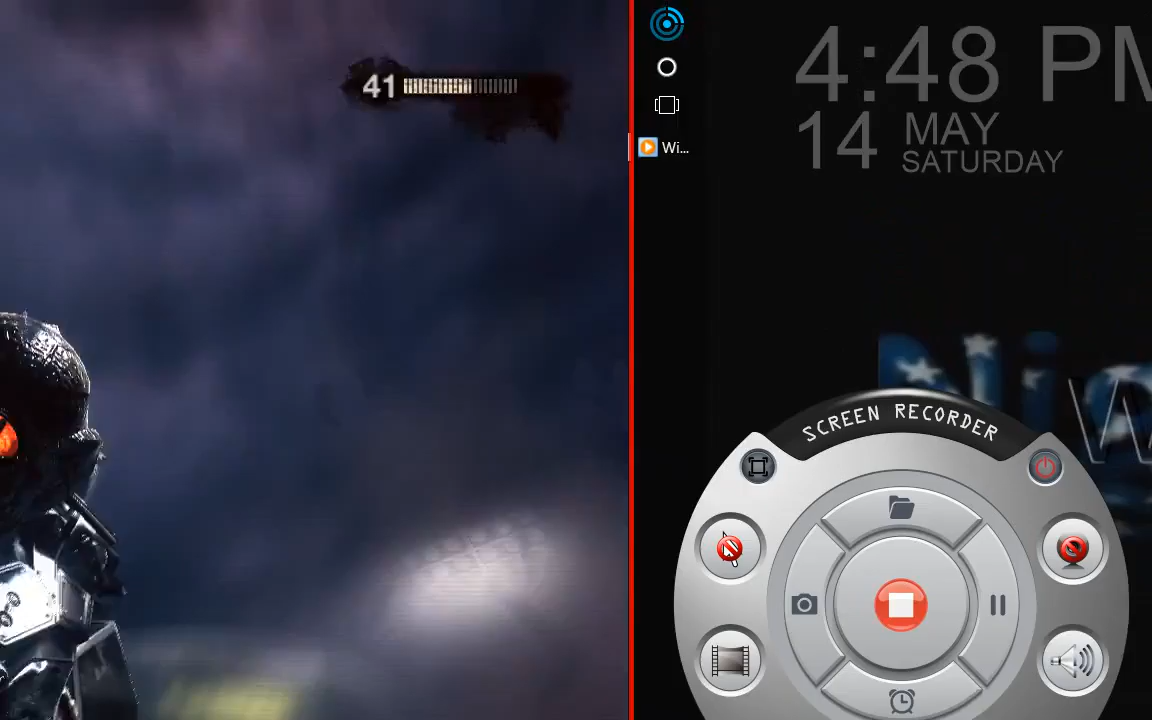 41
4:48 PM
14 MAY
SATURDAY
Wi...
SCREEN RECORDER